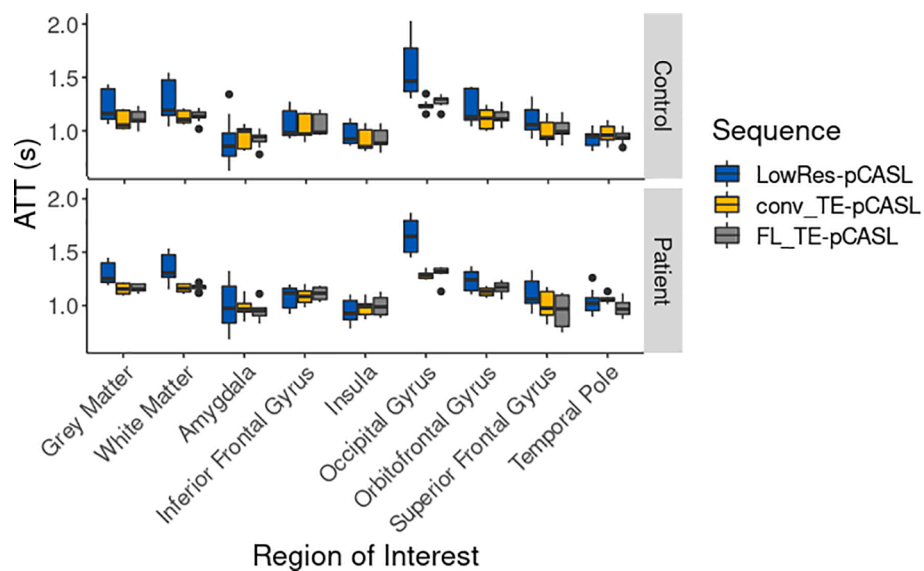 2.0
1.5
1.0
Control
2.0
1.5
1.0
Patient
ATT (s)
Grey Matter
White Matter
Amygdala
Inferior Frontal Gyrus
Insula
Occipital Gyrus
Orbitofrontal Gyrus
Superior Frontal Gyrus
Temporal Pole
Region of Interest
Sequence
LowRes-pCASL
conv_TE-pCASL
FL_TE-pCASL